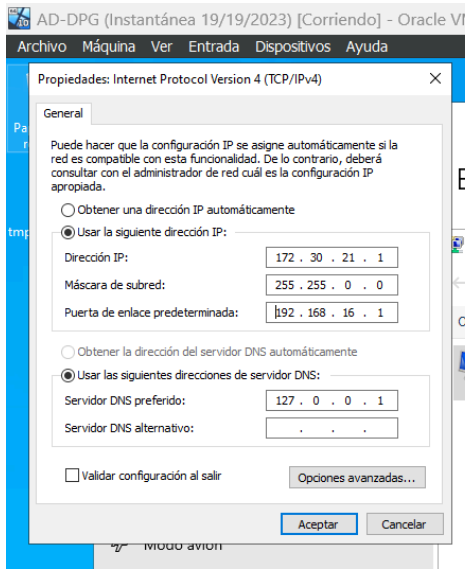 AD-DPG (Instantánea 19/19/2023) [Corriendo] - Oracle VI
Archivo Máquina Ver Entrada Dispositivos Ayuda
Propiedades: Internet Protocol Version 4 (TCP/IPv4)
General
Puede hacer que la configuración IP se asigne automáticamente si la
red es compatible con esta funcionalidad. De lo contrario, deberá
consultar con el administrador de red cuál es la configuración IP
apropiada.
Obtener una dirección IP automáticamente
Usar la siguiente dirección IP:
Dirección IP: 172 . 30 . 21 . 1
Máscara de subred: 255 . 255 . 0 . 0
Puerta de enlace predeterminada: 192 . 168 . 16 . 1
Obtener la dirección del servidor DNS automáticamente
Usar las siguientes direcciones de servidor DNS:
Servidor DNS preferido: 127 . 0 . 0 . 1
Servidor DNS alternativo: . . .
Validar configuración al salir
Opciones avanzadas...
Aceptar Cancelar
Modo avión
tmp